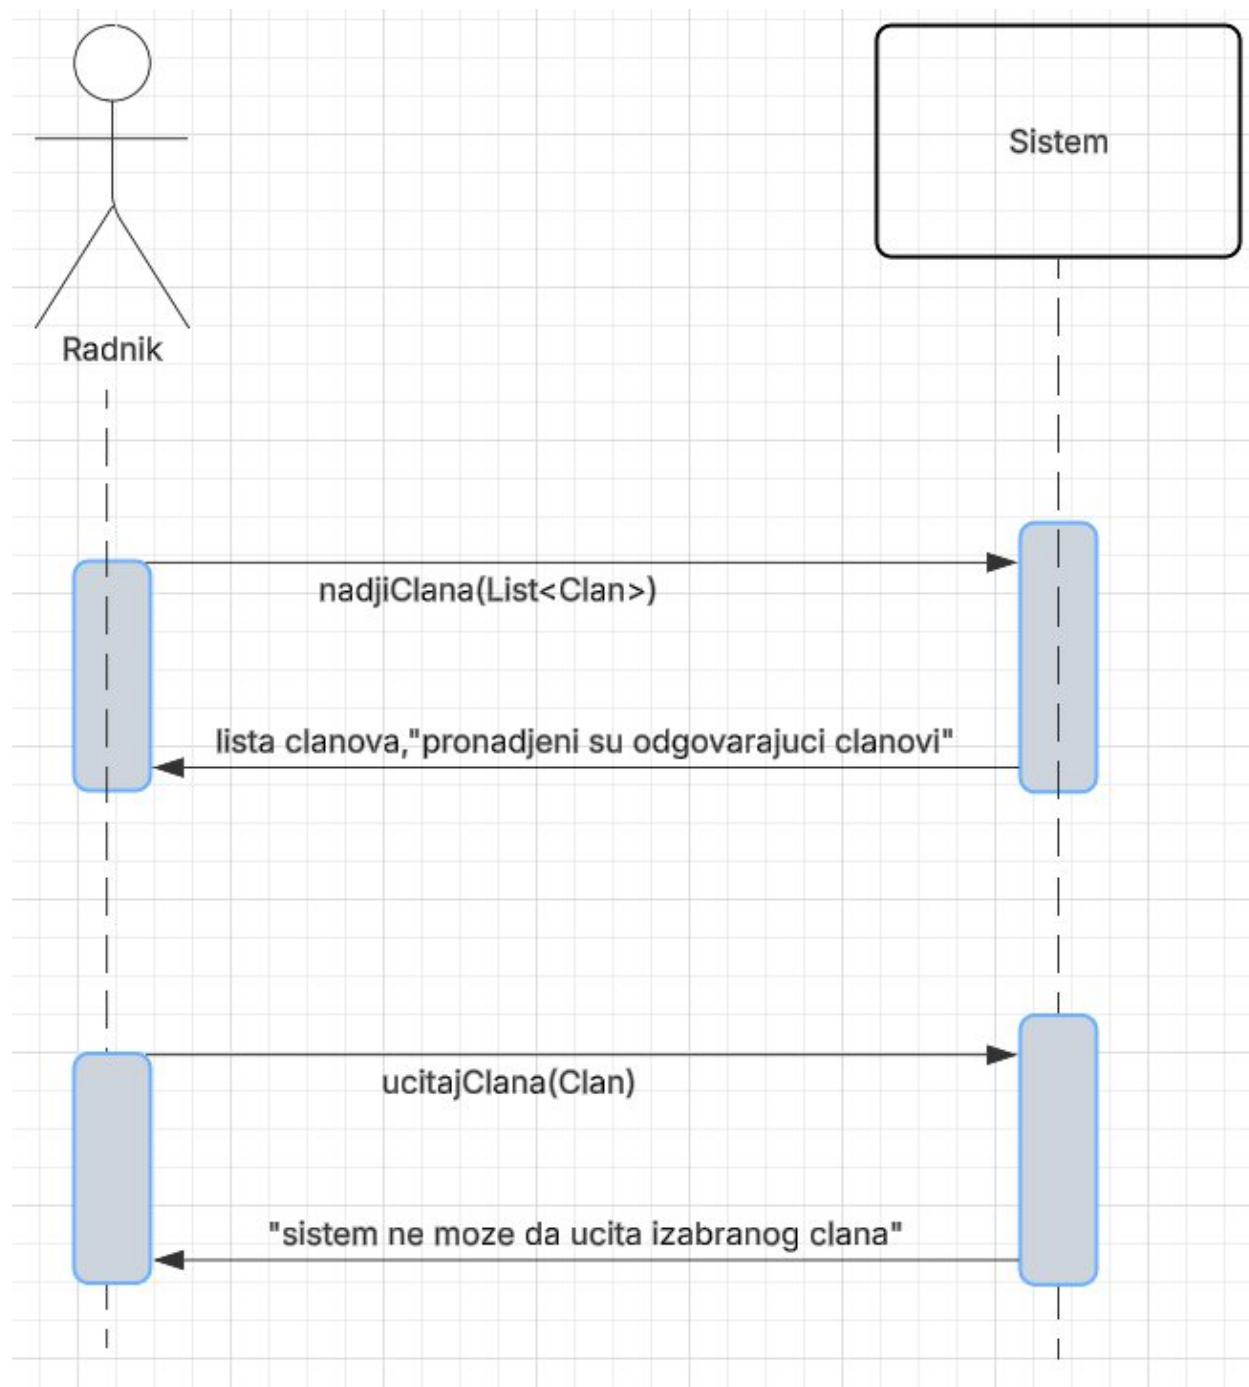 Sistem
Radnik
nadjiClana(List<Clan>)
lista clanova,"pronadjeni su odgovarajuci clanovi"
ucitajClana(Clan)
"sistem ne moze da ucita izabranog clana"